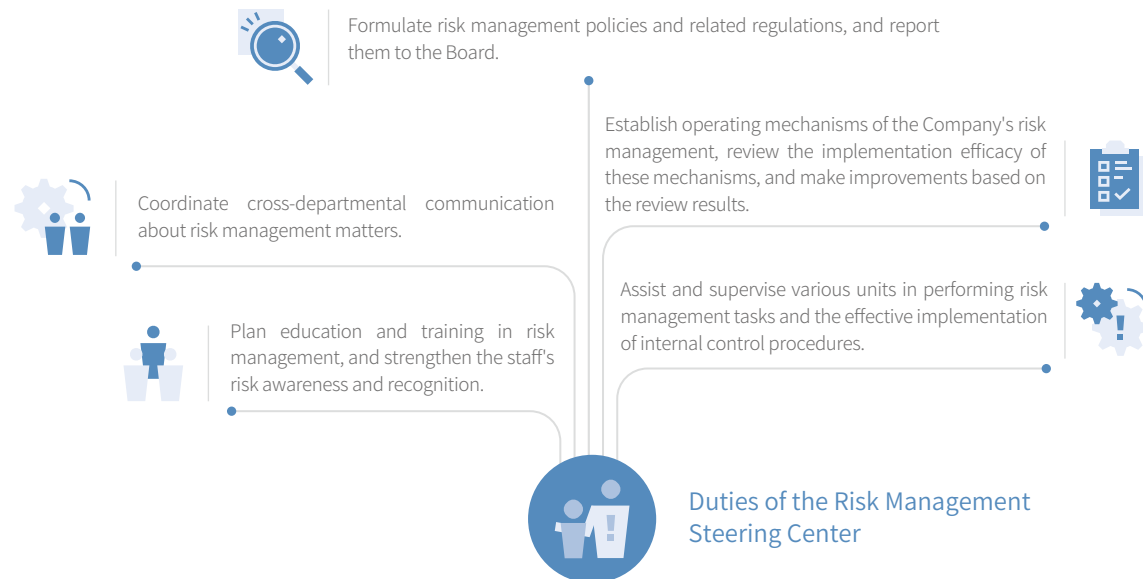 Formulate risk management policies and related regulations, and report
them to the Board.
Establish operating mechanisms of the Company's risk
management, review the implementation efficacy of
these mechanisms, and make improvements based on
the review results.
Coordinate cross-departmental communication
about risk management matters.
Assist and supervise various units in performing risk
management tasks and the effective implementation
of internal control procedures.
Plan education and training in risk
management, and strengthen the staff's
risk awareness and recognition.
Duties of the Risk Management
Steering Center